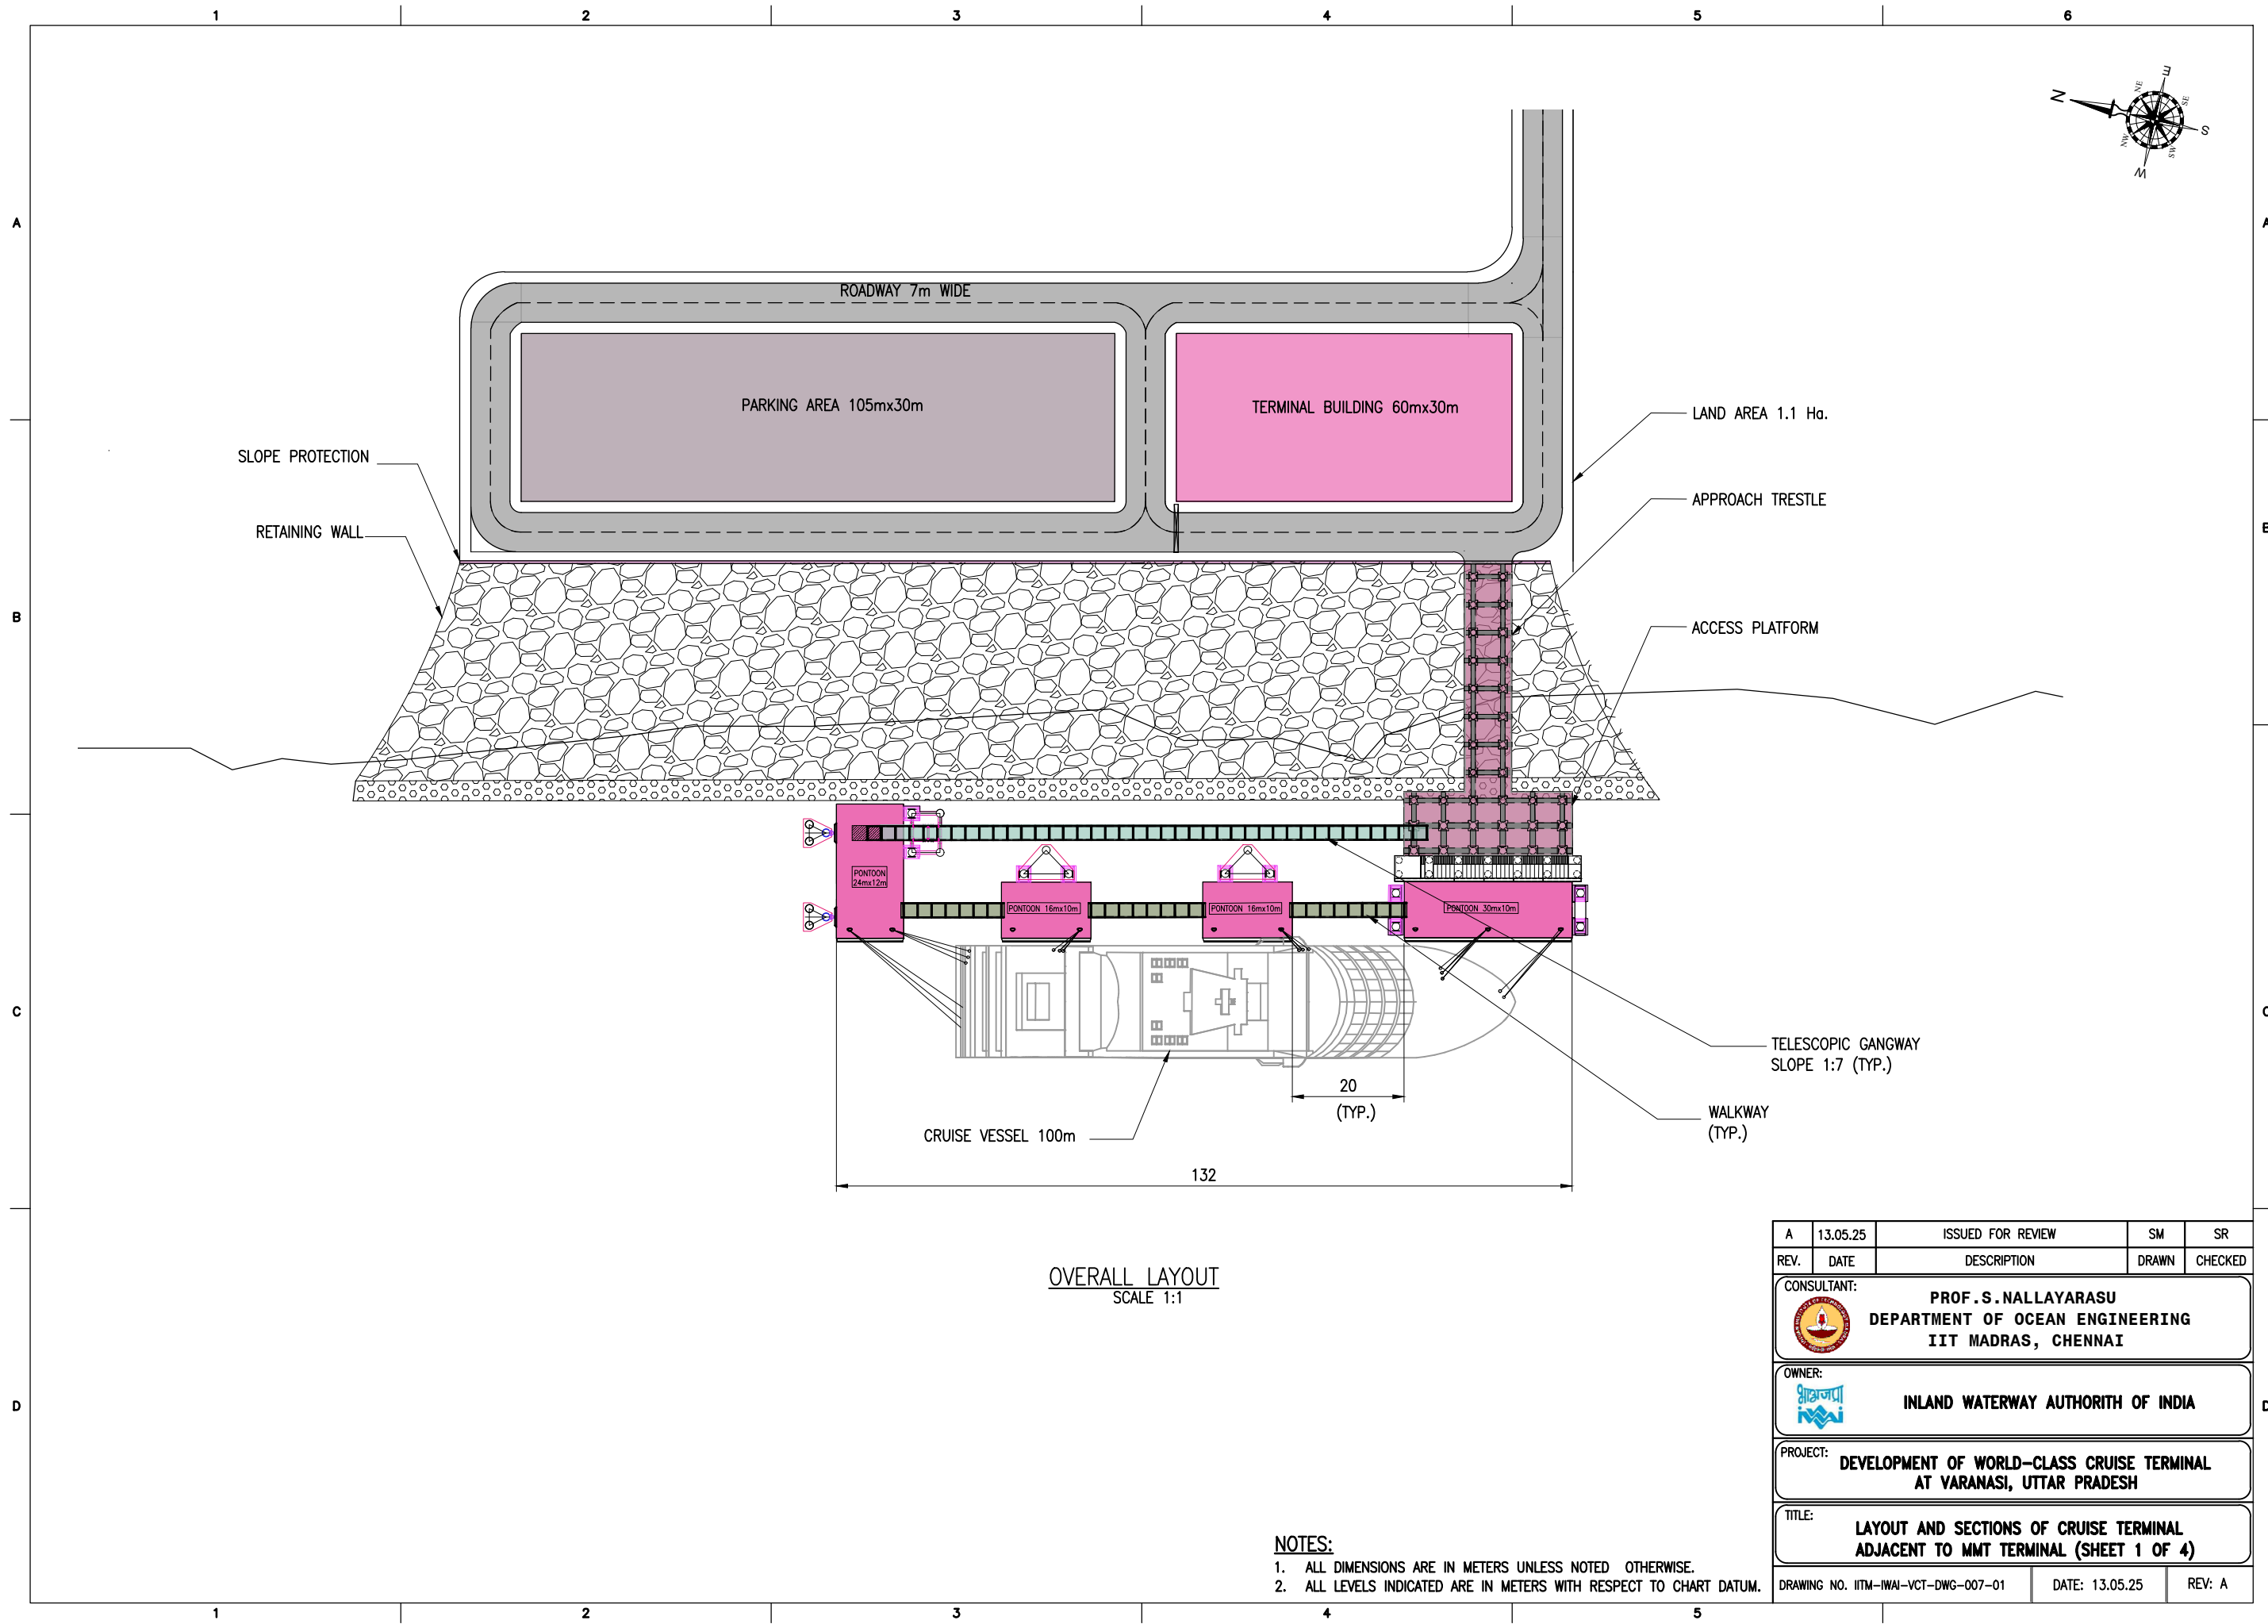 1 2 3 4 5 6
N NE E SE S SW W NW
A A
B B
C C
D D
ROADWAY 7m WIDE
PARKING AREA 105mx30m
TERMINAL BUILDING 60mx30m
LAND AREA 1.1 Ha.
SLOPE PROTECTION
APPROACH TRESTLE
RETAINING WALL
ACCESS PLATFORM
PONTOON
24mx12m
PONTOON 16mx10m
PONTOON 16mx10m
PONTOON 30mx10m
TELESCOPIC GANGWAY
SLOPE 1:7 (TYP.)
20
(TYP.)
WALKWAY
(TYP.)
CRUISE VESSEL 100m
132
OVERALL LAYOUT
SCALE 1:1
A 13.05.25 ISSUED FOR REVIEW SM SR
REV. DATE DESCRIPTION DRAWN CHECKED
CONSULTANT:
PROF.S.NALLAYARASU
DEPARTMENT OF OCEAN ENGINEERING
IIT MADRAS, CHENNAI
OWNER:
भाअजप्रा
iWAI
INLAND WATERWAY AUTHORITH OF INDIA
PROJECT:
DEVELOPMENT OF WORLD-CLASS CRUISE TERMINAL
AT VARANASI, UTTAR PRADESH
TITLE:
LAYOUT AND SECTIONS OF CRUISE TERMINAL
ADJACENT TO MMT TERMINAL (SHEET 1 OF 4)
DRAWING NO. IITM-IWAI-VCT-DWG-007-01 DATE: 13.05.25 REV: A
NOTES:
1. ALL DIMENSIONS ARE IN METERS UNLESS NOTED OTHERWISE.
2. ALL LEVELS INDICATED ARE IN METERS WITH RESPECT TO CHART DATUM.
1 2 3 4 5